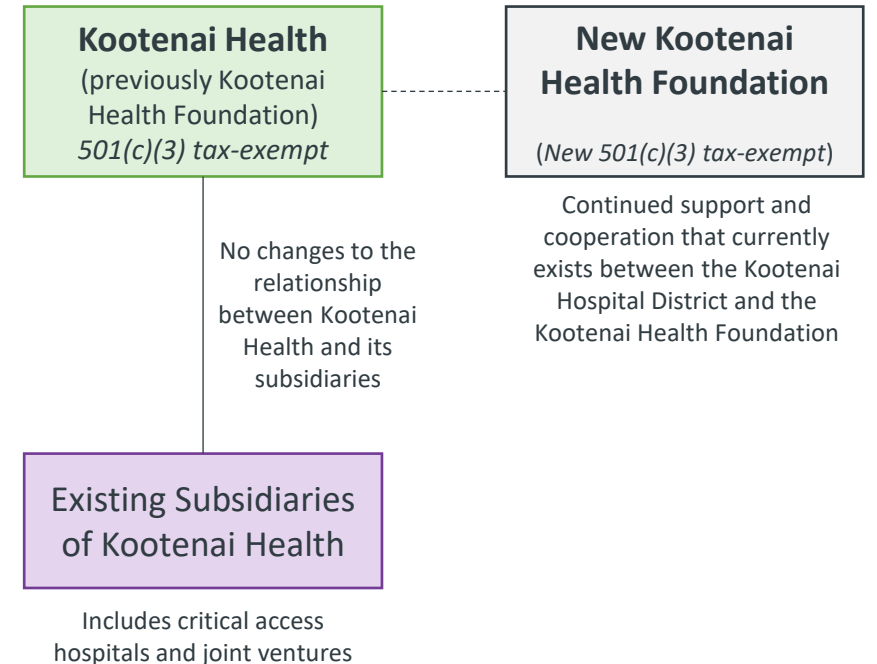 Kootenai Health
(previously Kootenai
Health Foundation)
501(c)(3) tax-exempt
New Kootenai
Health Foundation
(New 501(c)(3) tax-exempt)
Continued support and
cooperation that currently
exists between the Kootenai
Hospital District and the
Kootenai Health Foundation
No changes to the
relationship
between Kootenai
Health and its
subsidiaries
Existing Subsidiaries
of Kootenai Health
Includes critical access
hospitals and joint ventures